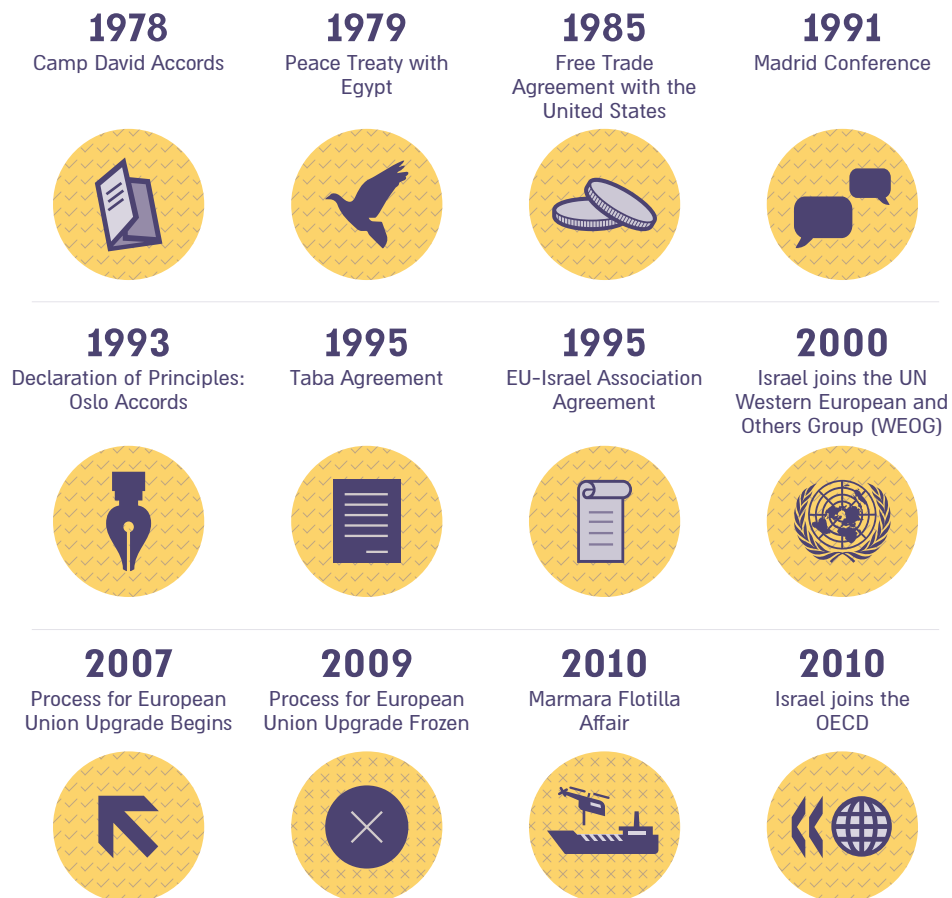 1978
Camp David Accords
1979
Peace Treaty with
Egypt
1985
Free Trade
Agreement with the
United States
1991
Madrid Conference
1993
Declaration of Principles:
Oslo Accords
1995
Taba Agreement
1995
EU-Israel Association
Agreement
2000
Israel joins the UN
Western European and
Others Group (WEOG)
2007
Process for European
Union Upgrade Begins
2009
Process for European
Union Upgrade Frozen
2010
Marmara Flotilla
Affair
2010
Israel joins the
OECD